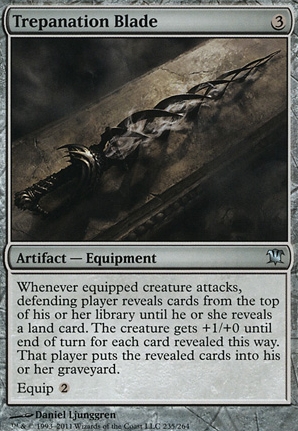 Trepanation Blade 3
Artifact — Equipment
Whenever equipped creature attacks,
defending player reveals cards from the top
of his or her library until he or she reveals
a land card. The creature gets +1/+0 until
end of turn for each card revealed this way.
That player puts the revealed cards into his
or her graveyard.
Equip 2
Daniel Ljunggren
™ & © 1993–2011 Wizards of the Coast LLC 235/264